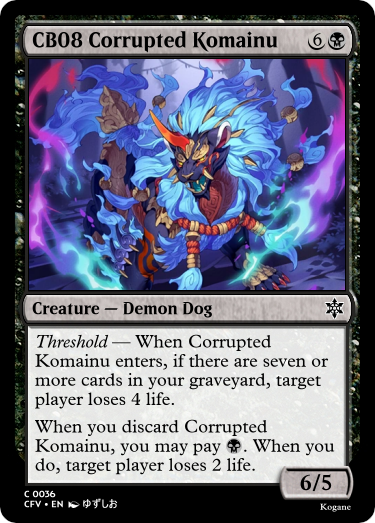 CB08 Corrupted Komainu 6
Creature — Demon Dog
Threshold — When Corrupted
Komainu enters, if there are seven or
more cards in your graveyard, target
player loses 4 life.
When you discard Corrupted
Komainu, you may pay . When you
do, target player loses 2 life.
6/5
C 0036
CFV • EN ゆずしお
Kogane